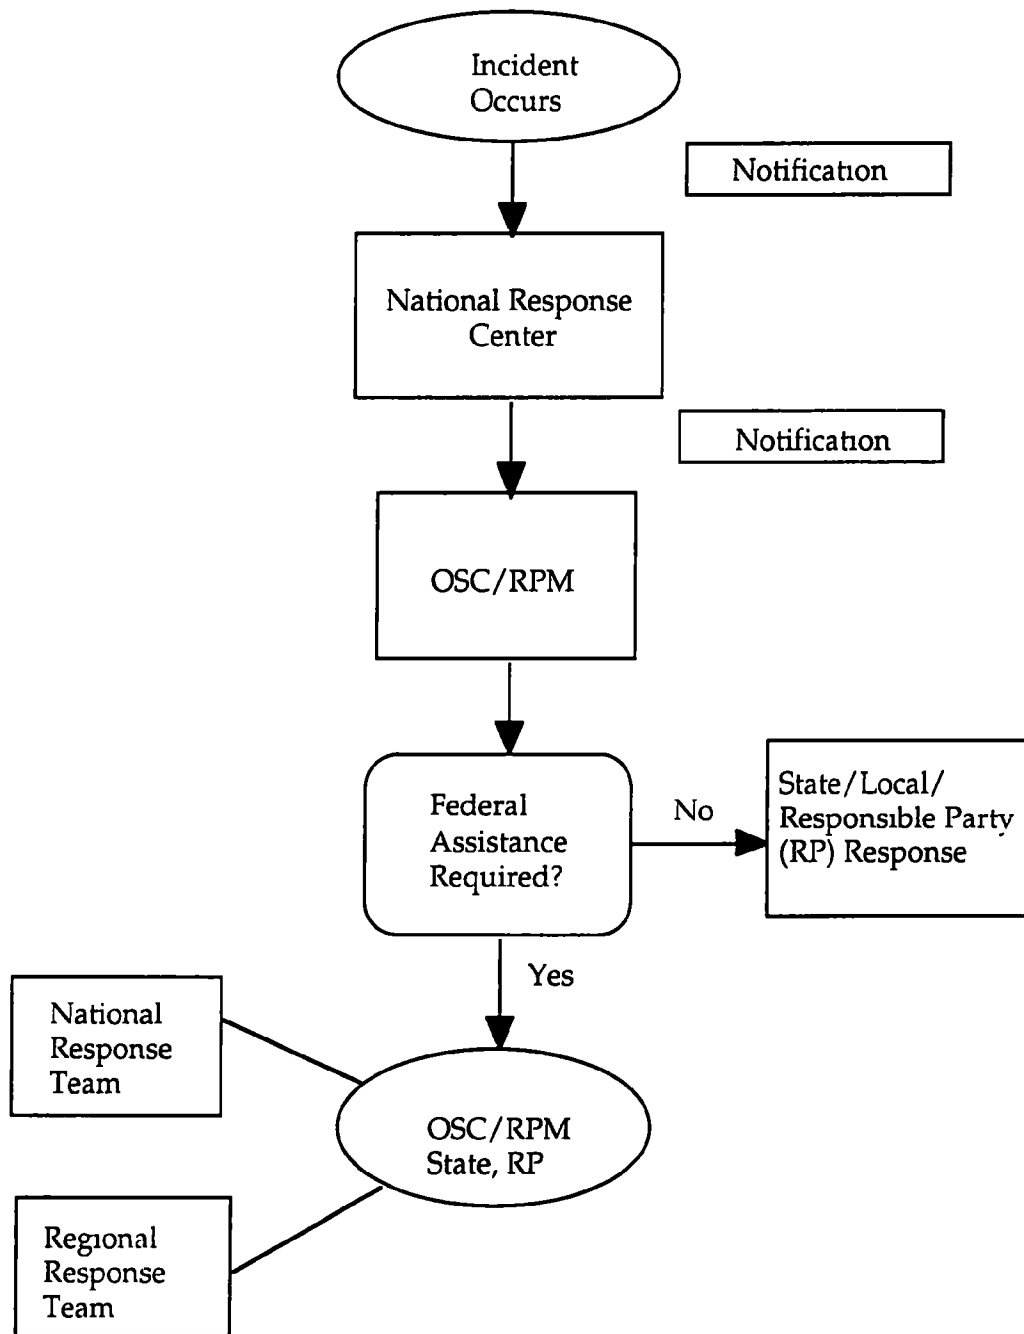 Incident
Occurs
Notification
National Response
Center
Notification
OSC/RPM
Federal
Assistance
Required?
No
State/Local/
Responsible Party
(RP) Response
Yes
National
Response
Team
OSC/RPM
State, RP
Regional
Response
Team